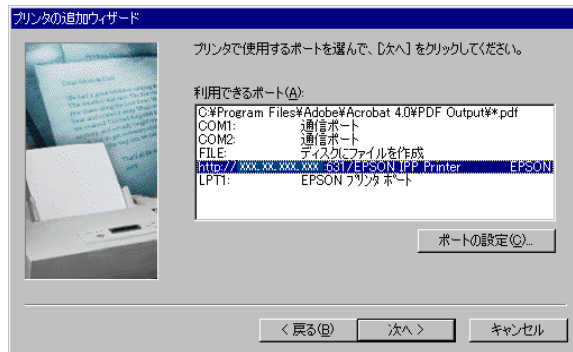 プリンタの追加ウィザード
プリンタで使用するポートを選んで、[次へ] をクリックしてください。
利用できるポート(A):
C:¥Program Files¥Adobe¥Acrobat 4.0¥PDF Output¥*.pdf
COM1: 通信ポート
COM2: 通信ポート
FILE: ディスクにファイルを作成
http://XXX.XX.XXX.XXX:631/EPSON IPP Printer EPSON
LPT1: EPSON プリンタ ポート
ポートの設定(C)...
< 戻る(B) 次へ > キャンセル